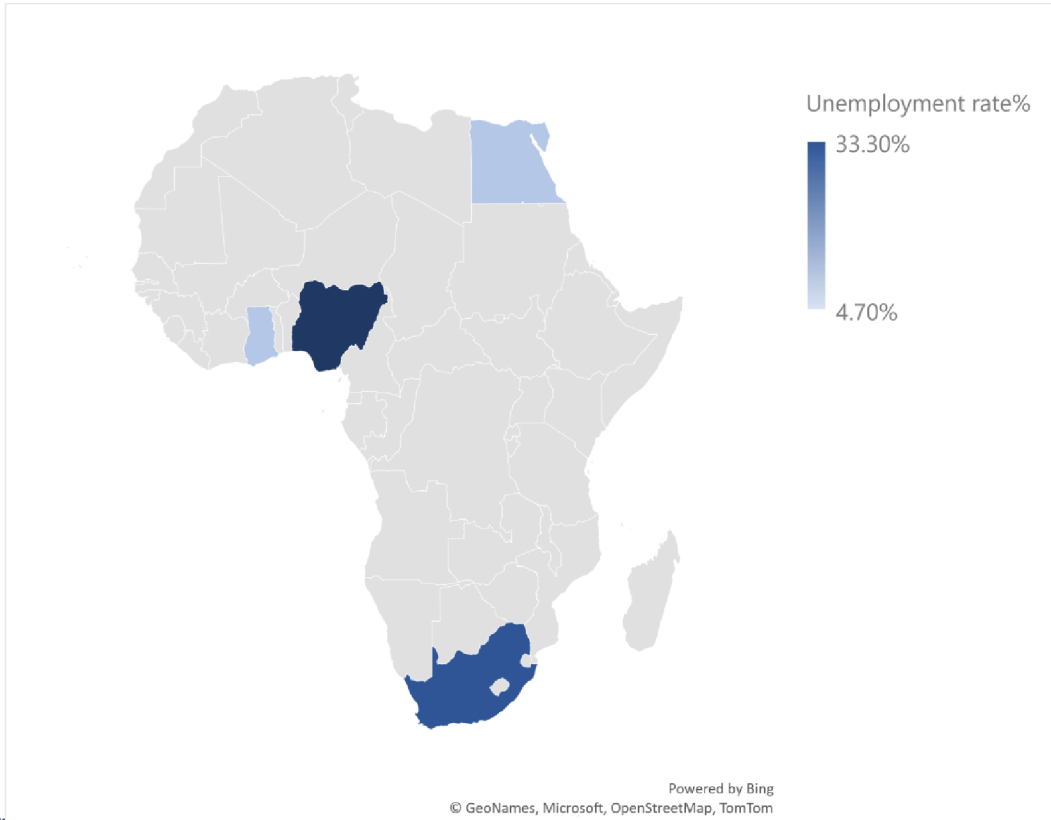 Unemployment rate%
33.30%
4.70%
Powered by Bing
© GeoNames, Microsoft, OpenStreetMap, TomTom